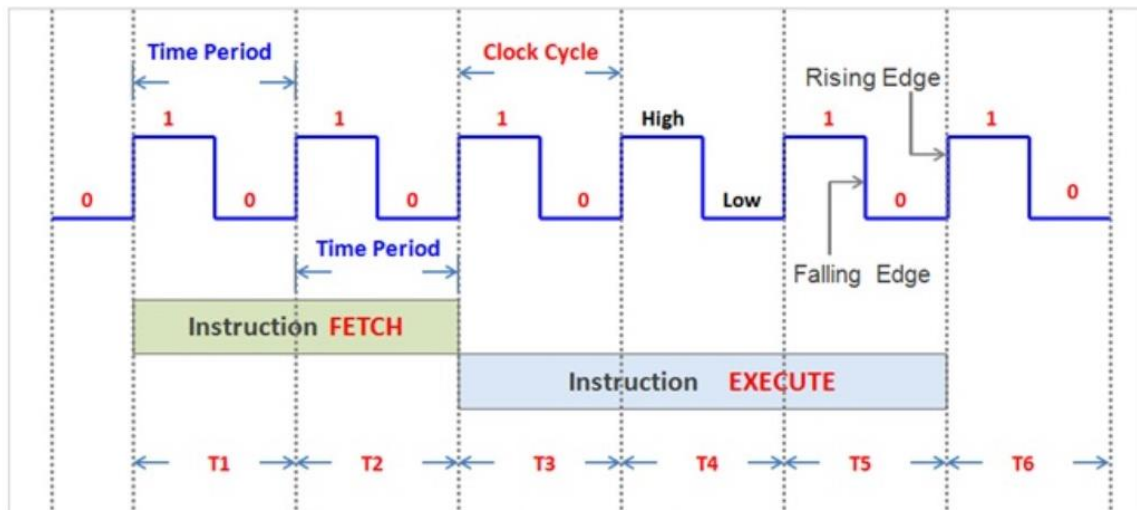 Time Period
Clock Cycle
Rising Edge
1 1 1 High 1 1
0 0 0 0 Low 0 0
Time Period
Falling Edge
Instruction FETCH
Instruction EXECUTE
T1 T2 T3 T4 T5 T6